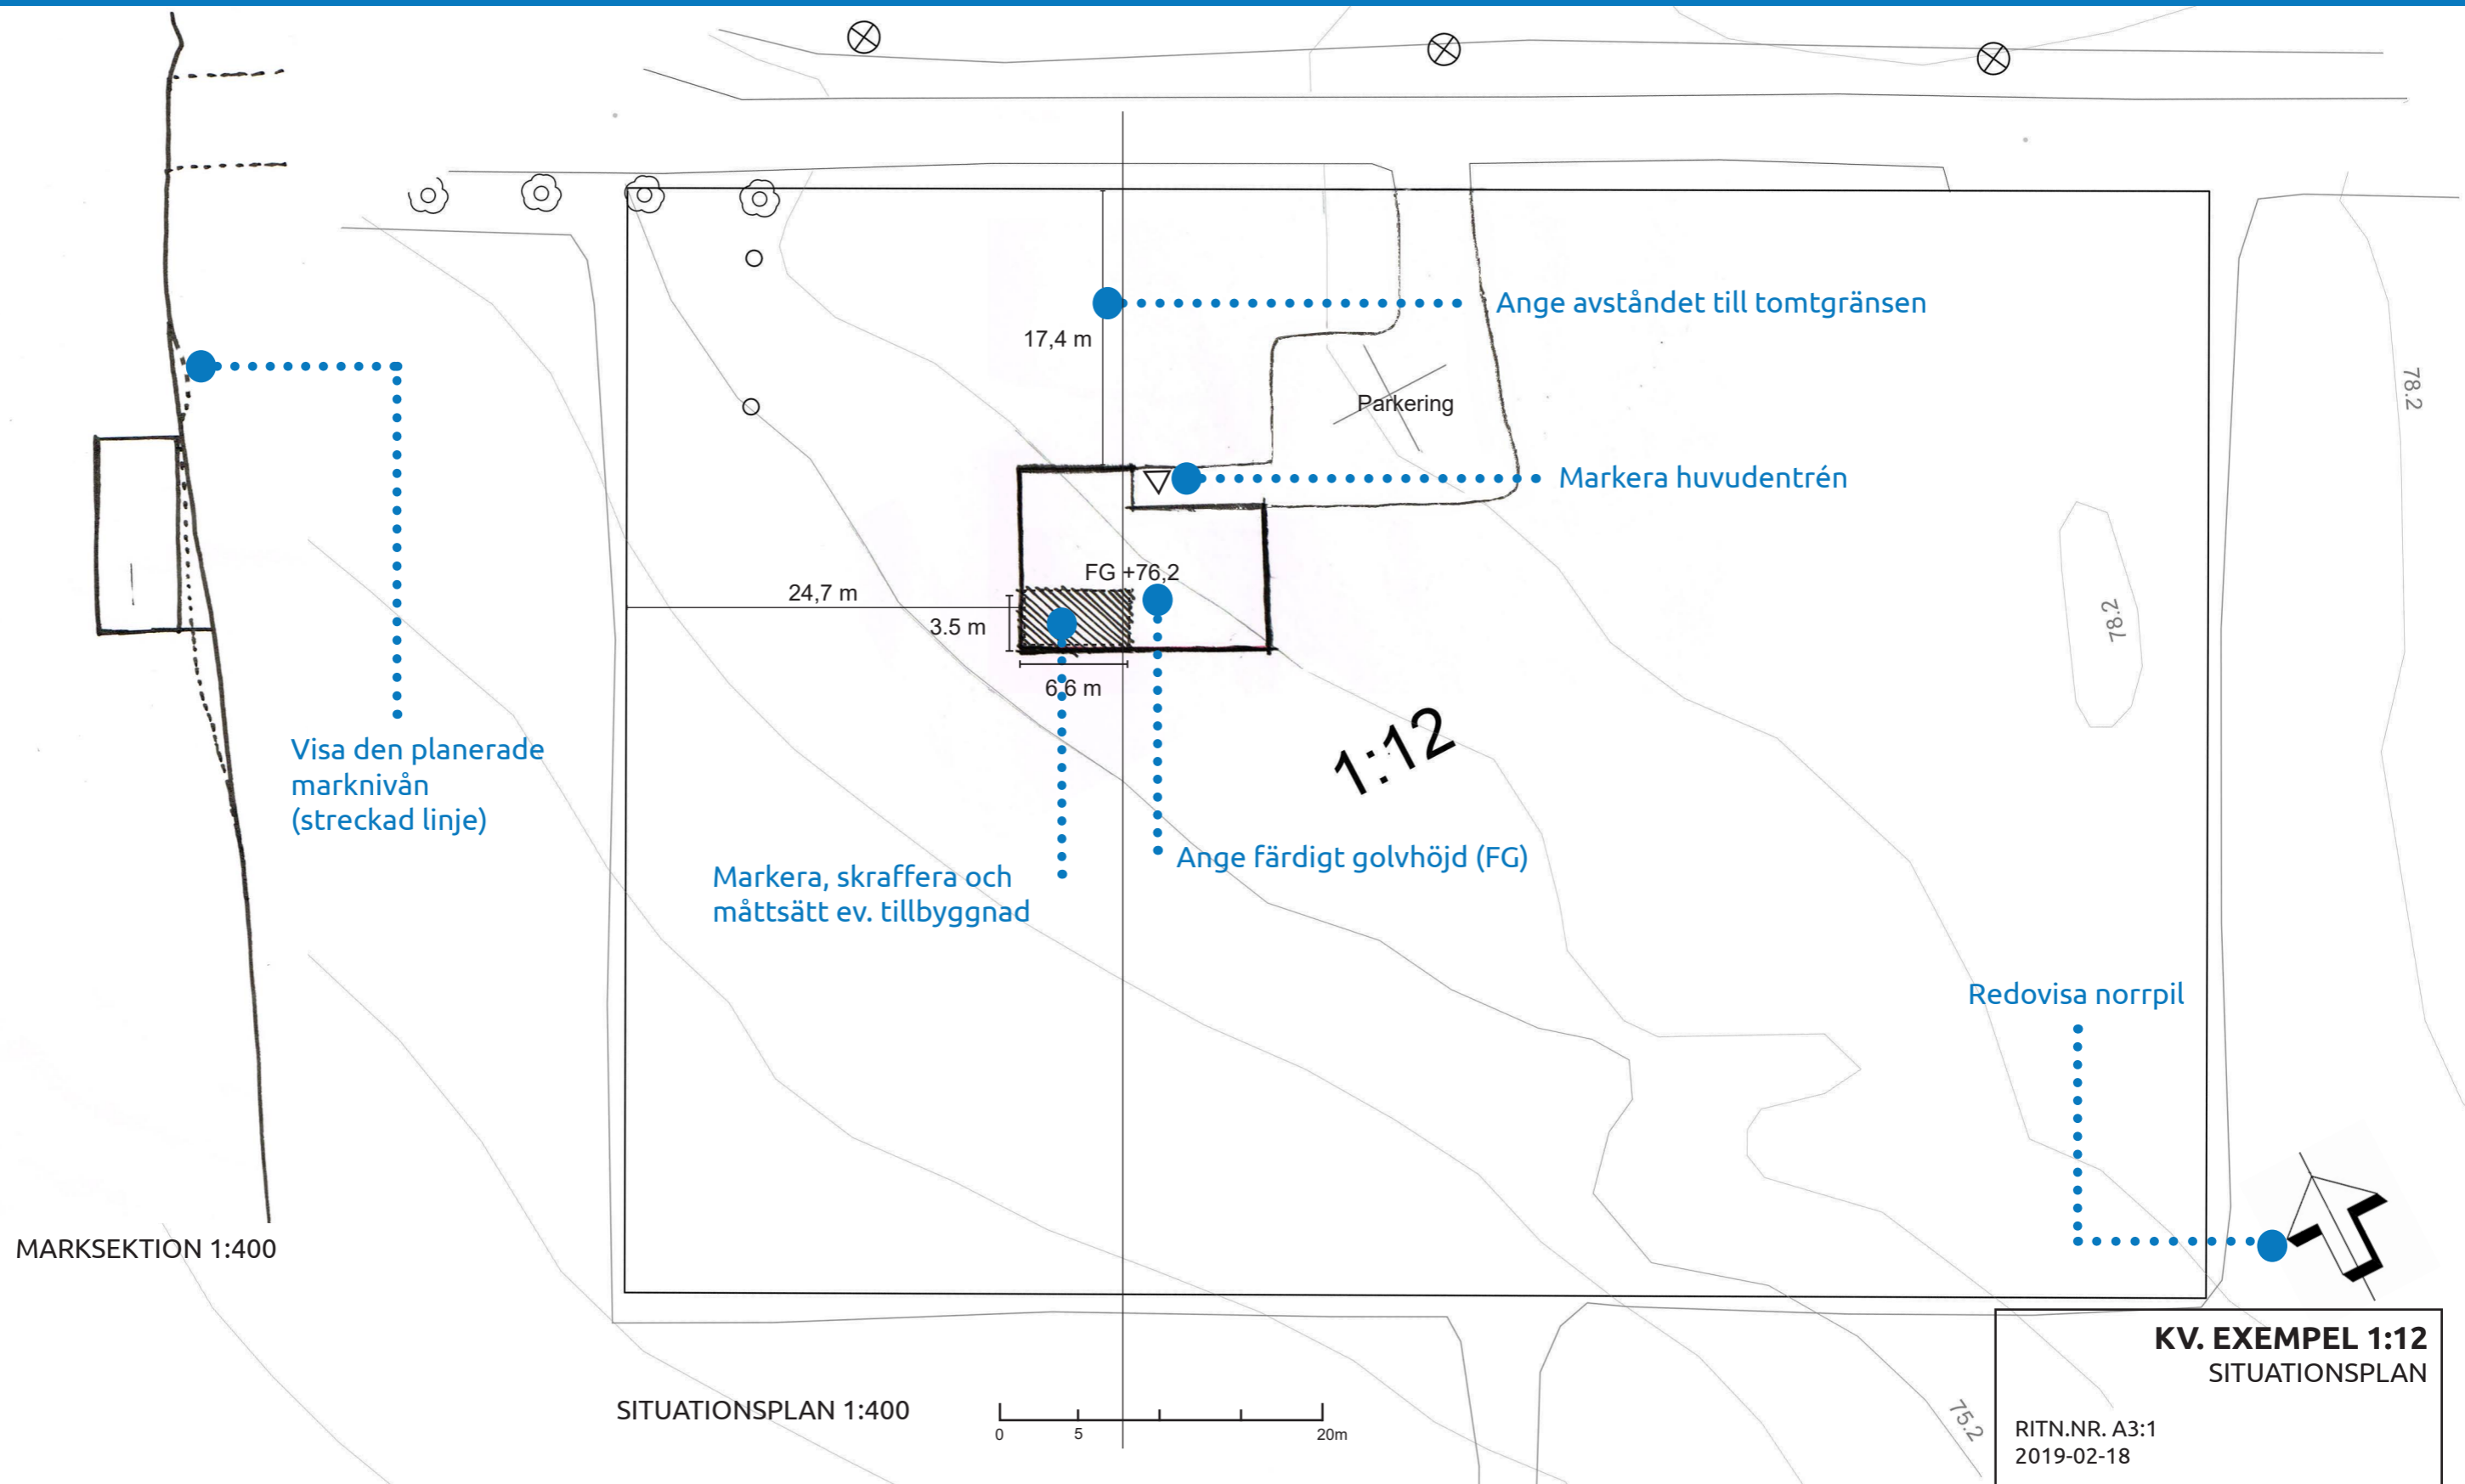 Ange avståndet till tomtgränsen
17,4 m
78.2
Parkering
Markera huvudentrén
FG +76,2
24,7 m
3.5 m
78.2
6,6 m
1:12
Visa den planerade
marknivån
(streckad linje)
Ange färdigt golvhöjd (FG)
Markera, skraffera och
måttsätt ev. tillbyggnad
Redovisa norrpil
MARKSEKTION 1:400
KV. EXEMPEL 1:12
SITUATIONSPLAN
SITUATIONSPLAN 1:400
0 5 20m
75.2
RITN.NR. A3:1
2019-02-18